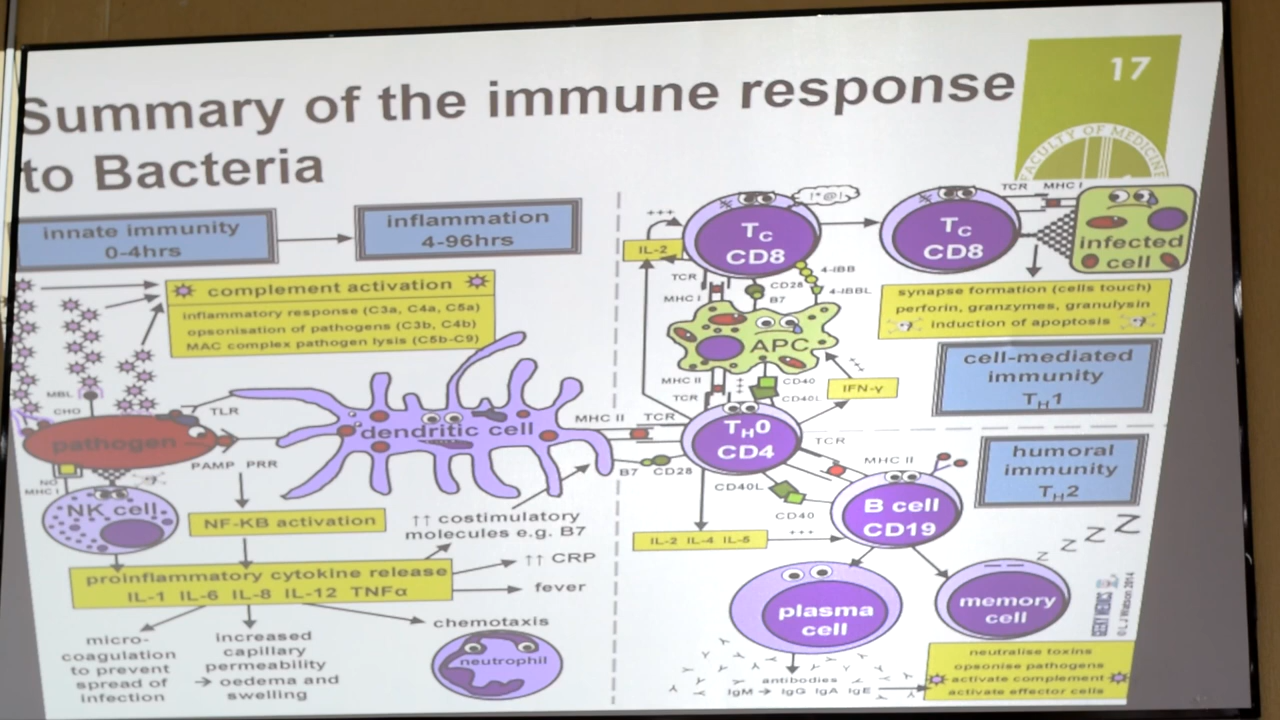 17
Summary of the immune response
to Bacteria
FACULTY OF MEDICINE
innate immunity
0-4hrs
inflammation
4-96hrs
complement activation
inflammatory response (C3a, C4a, C5a)
opsonisation of pathogens (C3b, C4b)
MAC complex pathogen lysis (C5b-C9)
MBL
CHO
TLR
pathogen
dendritic cell
PAMP PRR
NO
MHC I
NK cell
NF-KB activation
↑↑ costimulatory
molecules e.g. B7
proinflammatory cytokine release
IL-1 IL-6 IL-8 IL-12 TNFα
↑↑ CRP
fever
chemotaxis
neutrophil
micro-
coagulation
to prevent
spread of
infection
increased
capillary
permeability
→ oedema and
swelling
MHC II TCR
B7 CD28
+++
IL-2
!*@!
TC
CD8
TC
CD8
TCR MHC I
infected
cell
TCR
MHC I
CD28
B7
4-IBB
4-IBBL
APC
synapse formation (cells touch)
perforin, granzymes, granulysin
induction of apoptosis
cell-mediated
immunity
TH1
MHC II
TCR
+++
CD40
CD40L
++
IFN-γ
TH0
CD4
TCR
MHC II
CD40L
CD40
humoral
immunity
TH2
B cell
CD19
IL-2 IL-4 IL-5
+++
z z Z Z
plasma
cell
memory
cell
antibodies
IgM → IgG IgA IgE
neutralise toxins
opsonise pathogens
activate complement
activate effector cells
GEEKY MEDICS
© L J Watson 2014